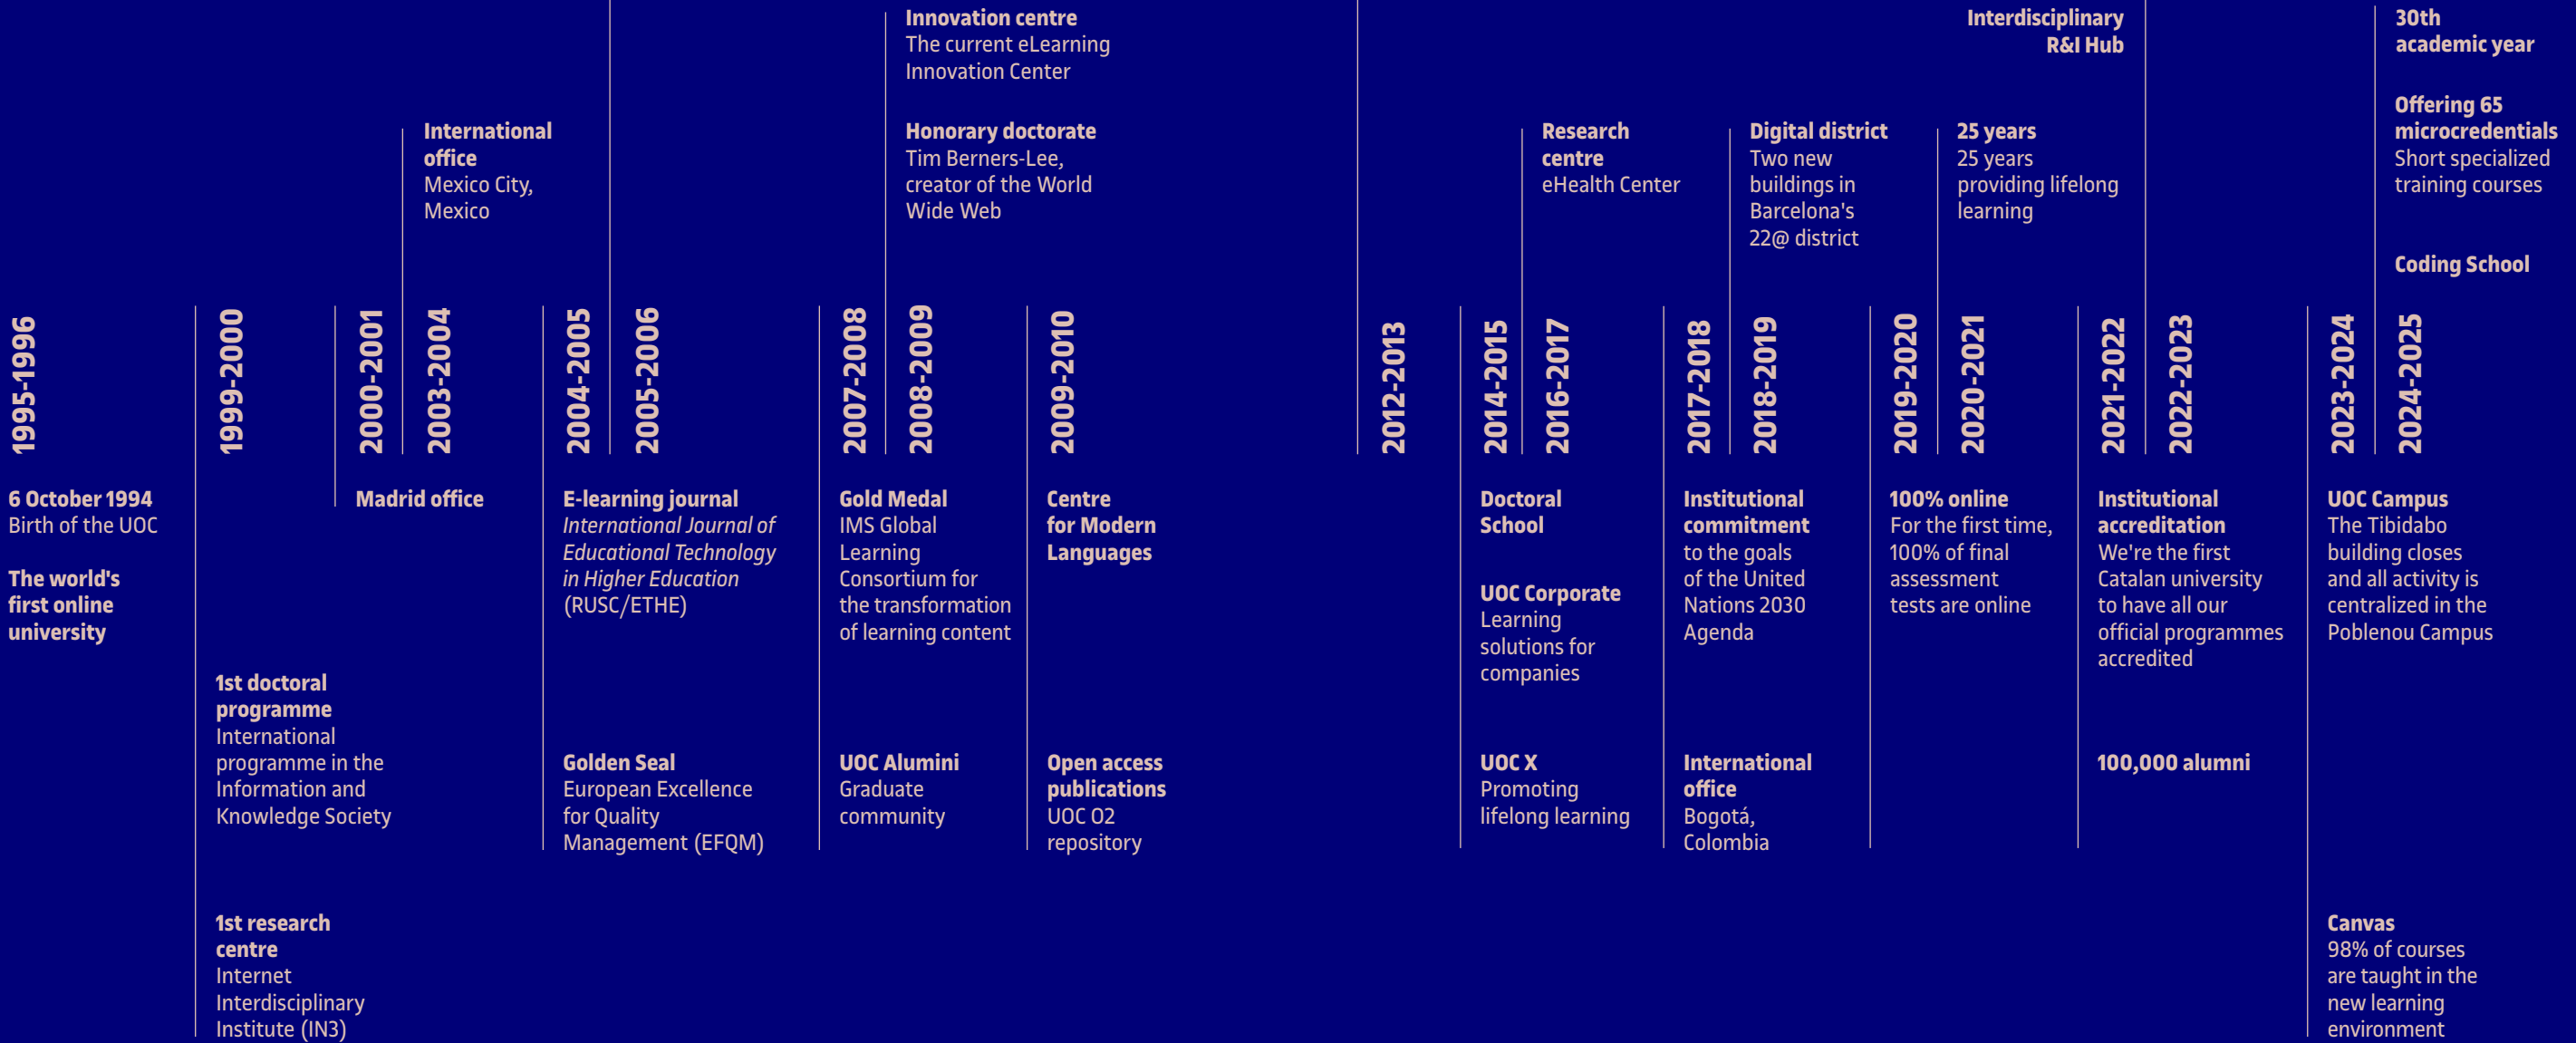 Innovation centre
The current eLearning
Innovation Center
Interdisciplinary
R&I Hub
30th
academic year
International
office
Mexico City,
Mexico
Honorary doctorate
Tim Berners-Lee,
creator of the World
Wide Web
Research
centre
eHealth Center
Digital district
Two new
buildings in
Barcelona's
22@ district
25 years
25 years
providing lifelong
learning
Offering 65
microcredentials
Short specialized
training courses
Coding School
1995-1996
1999-2000
2000-2001
2003-2004
2004-2005
2005-2006
2007-2008
2008-2009
2009-2010
2012-2013
2014-2015
2016-2017
2017-2018
2018-2019
2019-2020
2020-2021
2021-2022
2022-2023
2023-2024
2024-2025
6 October 1994
Birth of the UOC
The world's
first online
university
1st doctoral
programme
International
programme in the
Information and
Knowledge Society
1st research
centre
Internet
Interdisciplinary
Institute (IN3)
Madrid office
E-learning journal
International Journal of
Educational Technology
in Higher Education
(RUSC/ETHE)
Golden Seal
European Excellence
for Quality
Management (EFQM)
Gold Medal
IMS Global
Learning
Consortium for
the transformation
of learning content
UOC Alumini
Graduate
community
Centre
for Modern
Languages
Open access
publications
UOC O2
repository
Doctoral
School
UOC Corporate
Learning
solutions for
companies
UOC X
Promoting
lifelong learning
Institutional
commitment
to the goals
of the United
Nations 2030
Agenda
International
office
Bogotá,
Colombia
100% online
For the first time,
100% of final
assessment
tests are online
Institutional
accreditation
We're the first
Catalan university
to have all our
official programmes
accredited
100,000 alumni
UOC Campus
The Tibidabo
building closes
and all activity is
centralized in the
Poblenou Campus
Canvas
98% of courses
are taught in the
new learning
environment